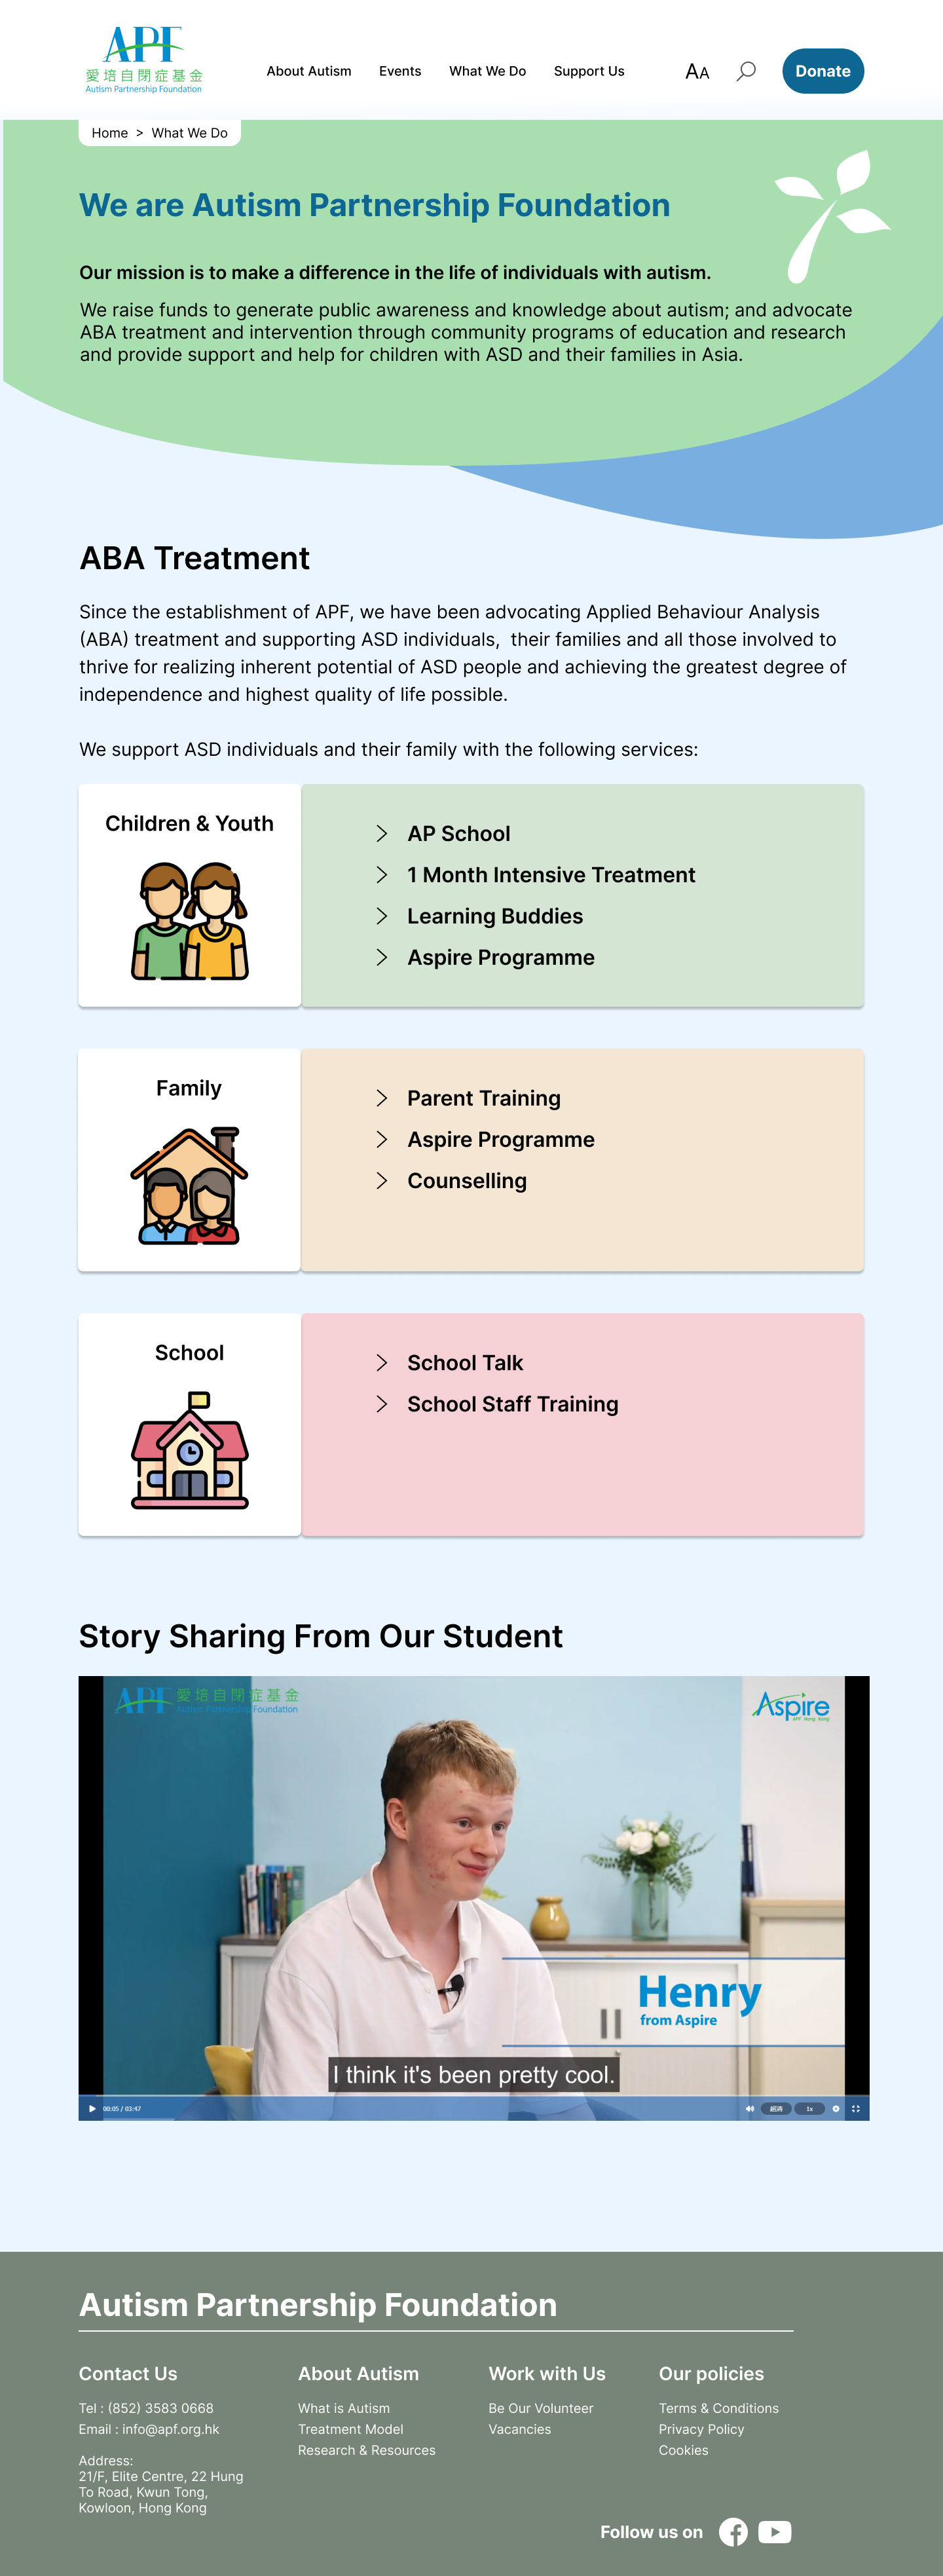 APF
愛培自閉症基金
Autism Partnership Foundation
About Autism
Events
What We Do
Support Us
AA
Donate
Home > What We Do
We are Autism Partnership Foundation
Our mission is to make a difference in the life of individuals with autism.
We raise funds to generate public awareness and knowledge about autism; and advocate
ABA treatment and intervention through community programs of education and research
and provide support and help for children with ASD and their families in Asia.
ABA Treatment
Since the establishment of APF, we have been advocating Applied Behaviour Analysis
(ABA) treatment and supporting ASD individuals, their families and all those involved to
thrive for realizing inherent potential of ASD people and achieving the greatest degree of
independence and highest quality of life possible.
We support ASD individuals and their family with the following services:
Children & Youth
AP School
1 Month Intensive Treatment
Learning Buddies
Aspire Programme
Family
Parent Training
Aspire Programme
Counselling
School
School Talk
School Staff Training
Story Sharing From Our Student
APF 愛培自閉症基金
Autism Partnership Foundation
Aspire
APF Hong Kong
Henry
from Aspire
I think it's been pretty cool.
00:05 / 03:47
超清
1x
Autism Partnership Foundation
Contact Us
Tel : (852) 3583 0668
Email : info@apf.org.hk
Address:
21/F, Elite Centre, 22 Hung
To Road, Kwun Tong,
Kowloon, Hong Kong
About Autism
What is Autism
Treatment Model
Research & Resources
Work with Us
Be Our Volunteer
Vacancies
Our policies
Terms & Conditions
Privacy Policy
Cookies
Follow us on